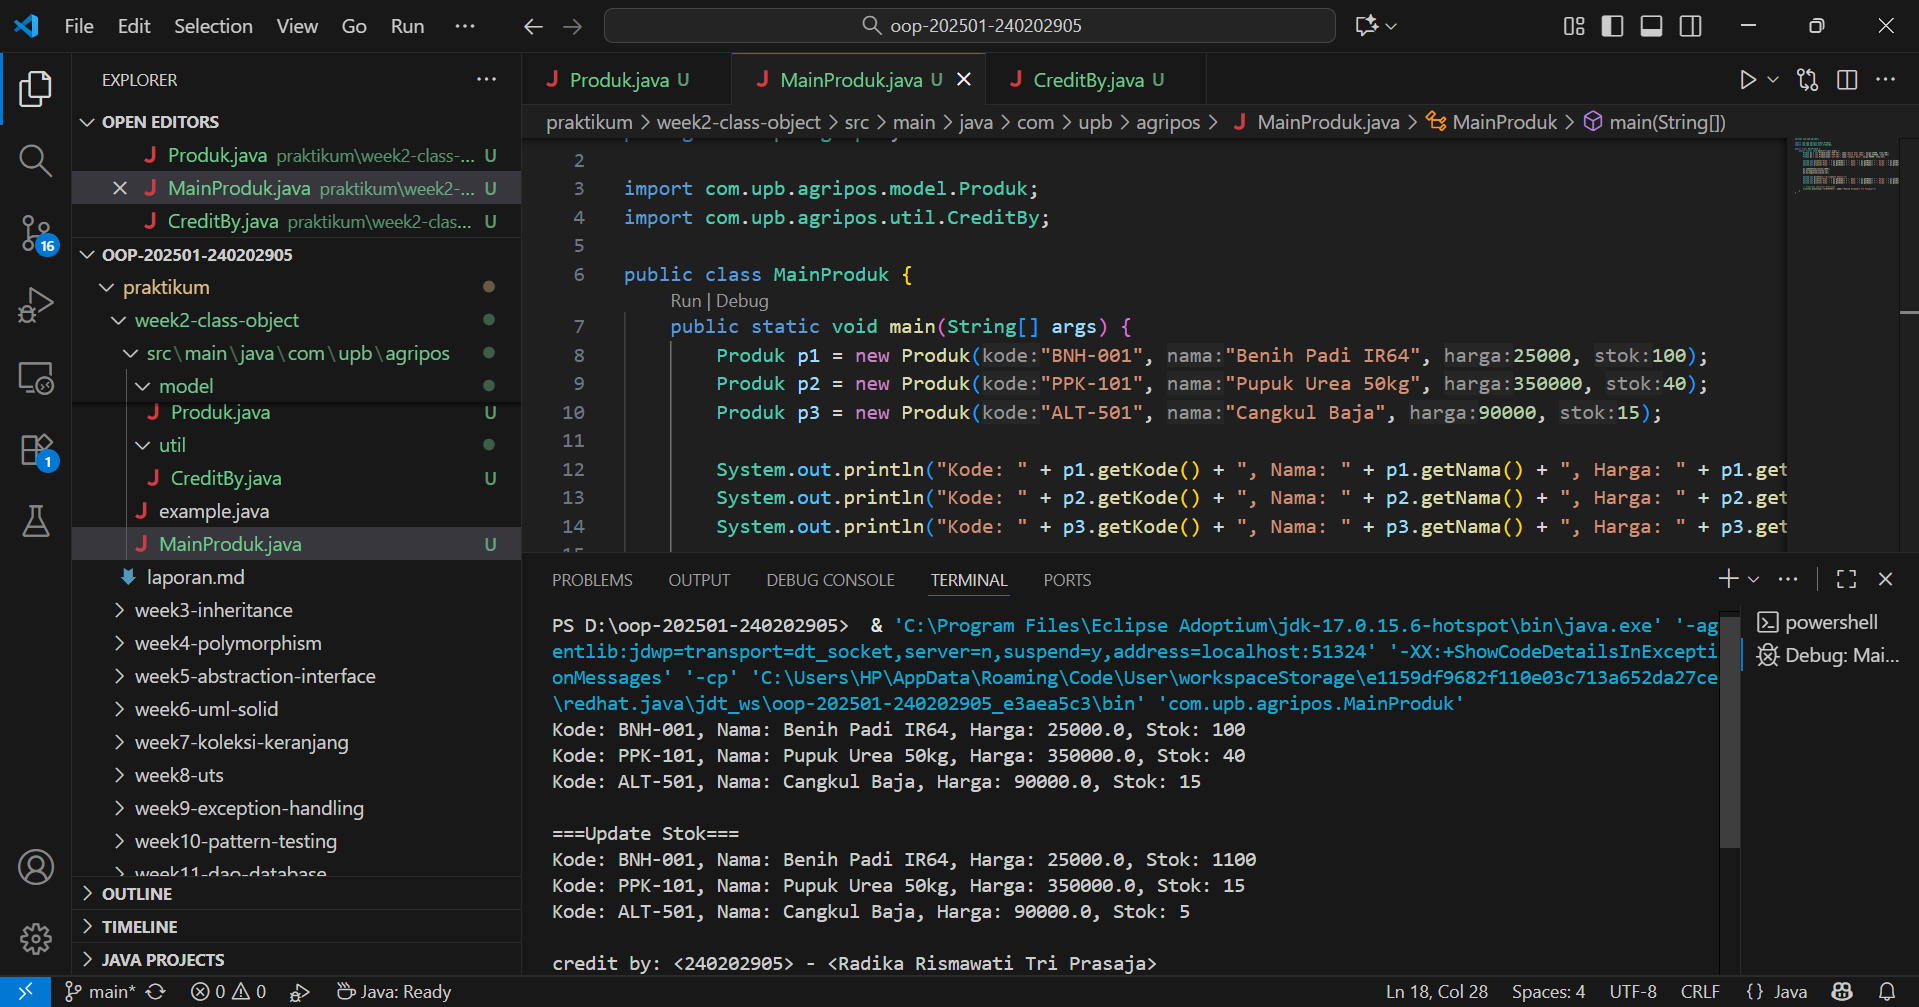 File Edit Selection View Go Run ··· oop-202501-240202905
EXPLORER ···
OPEN EDITORS
Produk.java praktikum\week2-class-... U
MainProduk.java praktikum\week2-... U
CreditBy.java praktikum\week2-clas... U
OOP-202501-240202905
praktikum
week2-class-object
src\main\java\com\upb\agripos
model
Produk.java U
util
CreditBy.java U
example.java
MainProduk.java U
laporan.md
week3-inheritance
week4-polymorphism
week5-abstraction-interface
week6-uml-solid
week7-koleksi-keranjang
week8-uts
week9-exception-handling
week10-pattern-testing
week11-dao-database
OUTLINE
TIMELINE
JAVA PROJECTS
16
1
Produk.java U MainProduk.java U CreditBy.java U
praktikum > week2-class-object > src > main > java > com > upb > agripos > MainProduk.java > MainProduk > main(String[])
2
3 import com.upb.agripos.model.Produk;
4 import com.upb.agripos.util.CreditBy;
5
6 public class MainProduk {
Run | Debug
7 public static void main(String[] args) {
8 Produk p1 = new Produk(kode:"BNH-001", nama:"Benih Padi IR64", harga:25000, stok:100);
9 Produk p2 = new Produk(kode:"PPK-101", nama:"Pupuk Urea 50kg", harga:350000, stok:40);
10 Produk p3 = new Produk(kode:"ALT-501", nama:"Cangkul Baja", harga:90000, stok:15);
11
12 System.out.println("Kode: " + p1.getKode() + ", Nama: " + p1.getNama() + ", Harga: " + p1.get
13 System.out.println("Kode: " + p2.getKode() + ", Nama: " + p2.getNama() + ", Harga: " + p2.get
14 System.out.println("Kode: " + p3.getKode() + ", Nama: " + p3.getNama() + ", Harga: " + p3.get
PROBLEMS OUTPUT DEBUG CONSOLE TERMINAL PORTS
PS D:\oop-202501-240202905> & 'C:\Program Files\Eclipse Adoptium\jdk-17.0.15.6-hotspot\bin\java.exe' '-ag
entlib:jdwp=transport=dt_socket,server=n,suspend=y,address=localhost:51324' '-XX:+ShowCodeDetailsInExcepti
onMessages' '-cp' 'C:\Users\HP\AppData\Roaming\Code\User\workspaceStorage\e1159df9682f110e03c713a652da27ce
\redhat.java\jdt_ws\oop-202501-240202905_e3aea5c3\bin' 'com.upb.agripos.MainProduk'
Kode: BNH-001, Nama: Benih Padi IR64, Harga: 25000.0, Stok: 100
Kode: PPK-101, Nama: Pupuk Urea 50kg, Harga: 350000.0, Stok: 40
Kode: ALT-501, Nama: Cangkul Baja, Harga: 90000.0, Stok: 15
===Update Stok===
Kode: BNH-001, Nama: Benih Padi IR64, Harga: 25000.0, Stok: 1100
Kode: PPK-101, Nama: Pupuk Urea 50kg, Harga: 350000.0, Stok: 15
Kode: ALT-501, Nama: Cangkul Baja, Harga: 90000.0, Stok: 5
credit by: <240202905> - <Radika Rismawati Tri Prasaja>
powershell
Debug: Mai...
main* 0 0 Java: Ready Ln 18, Col 28 Spaces: 4 UTF-8 CRLF {} Java